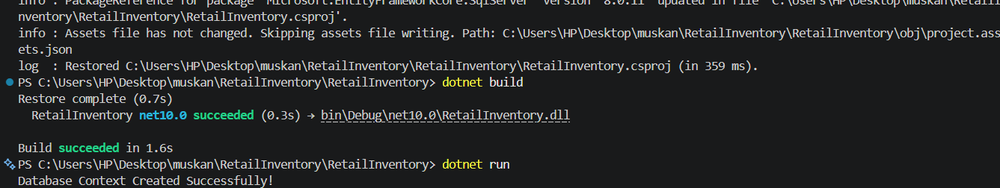 info : PackageReference for package 'Microsoft.EntityFrameworkCore.SqlServer' version '8.0.11' updated in file 'C:\Users\HP\Desktop\muskan\RetailI
nventory\RetailInventory\RetailInventory.csproj'.
info : Assets file has not changed. Skipping assets file writing. Path: C:\Users\HP\Desktop\muskan\RetailInventory\RetailInventory\obj\project.ass
ets.json
log  : Restored C:\Users\HP\Desktop\muskan\RetailInventory\RetailInventory\RetailInventory.csproj (in 359 ms).
PS C:\Users\HP\Desktop\muskan\RetailInventory\RetailInventory> dotnet build
Restore complete (0.7s)
  RetailInventory net10.0 succeeded (0.3s) → bin\Debug\net10.0\RetailInventory.dll

Build succeeded in 1.6s
PS C:\Users\HP\Desktop\muskan\RetailInventory\RetailInventory> dotnet run
Database Context Created Successfully!